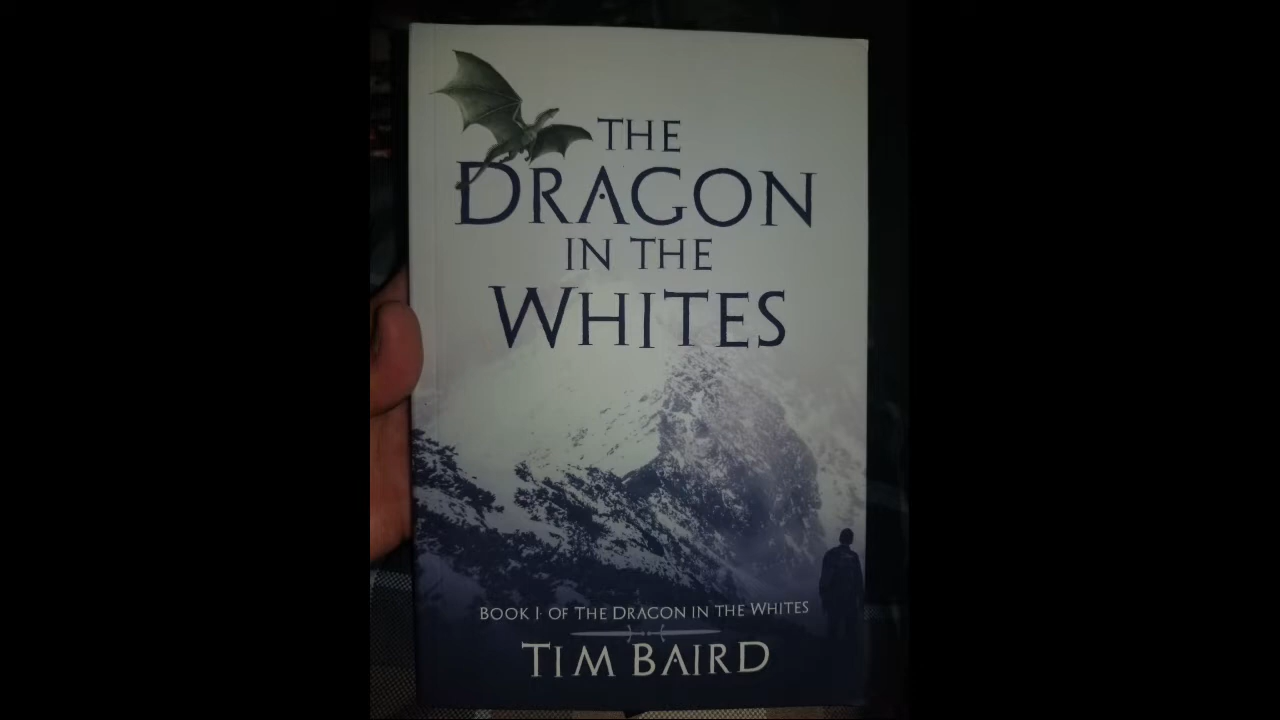 THE
DRAGON
IN THE
WHITES
BOOK I: OF THE DRAGON IN THE WHITES
TIM BAIRD